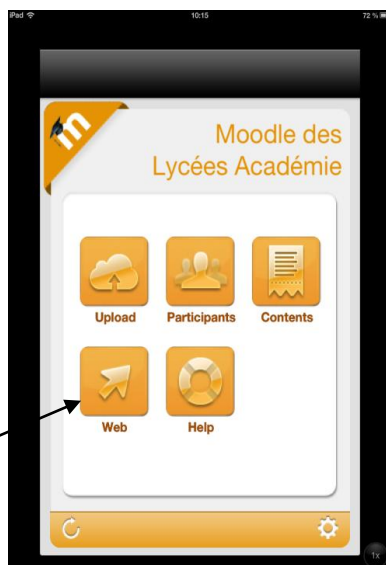 iPad 10:15 72 %
m
Moodle des
Lycées Académie
Upload Participants Contents
Web Help
1x